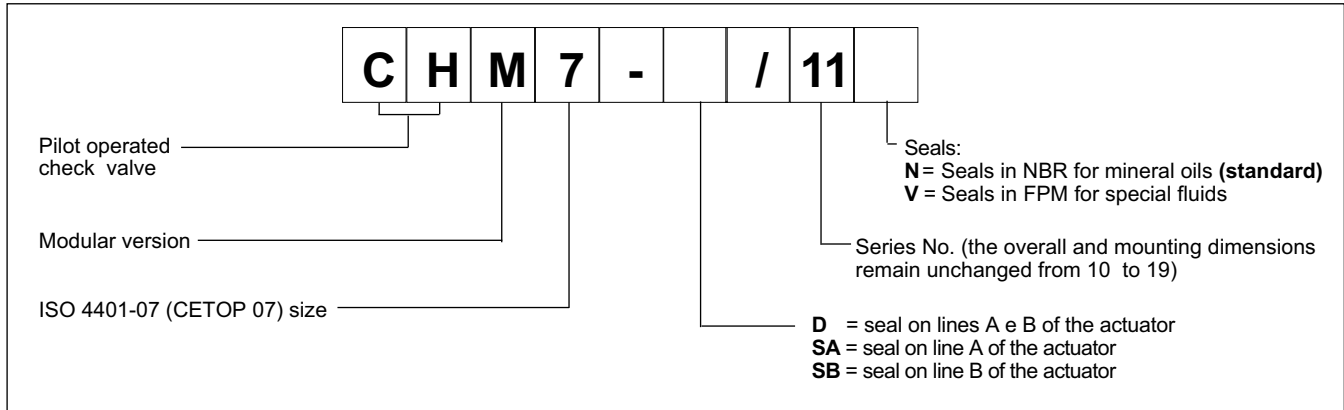 C H M 7 - / 11
Pilot operated
check valve
Seals:
N = Seals in NBR for mineral oils (standard)
V = Seals in FPM for special fluids
Modular version
Series No. (the overall and mounting dimensions
remain unchanged from 10 to 19)
ISO 4401-07 (CETOP 07) size
D = seal on lines A e B of the actuator
SA = seal on line A of the actuator
SB = seal on line B of the actuator